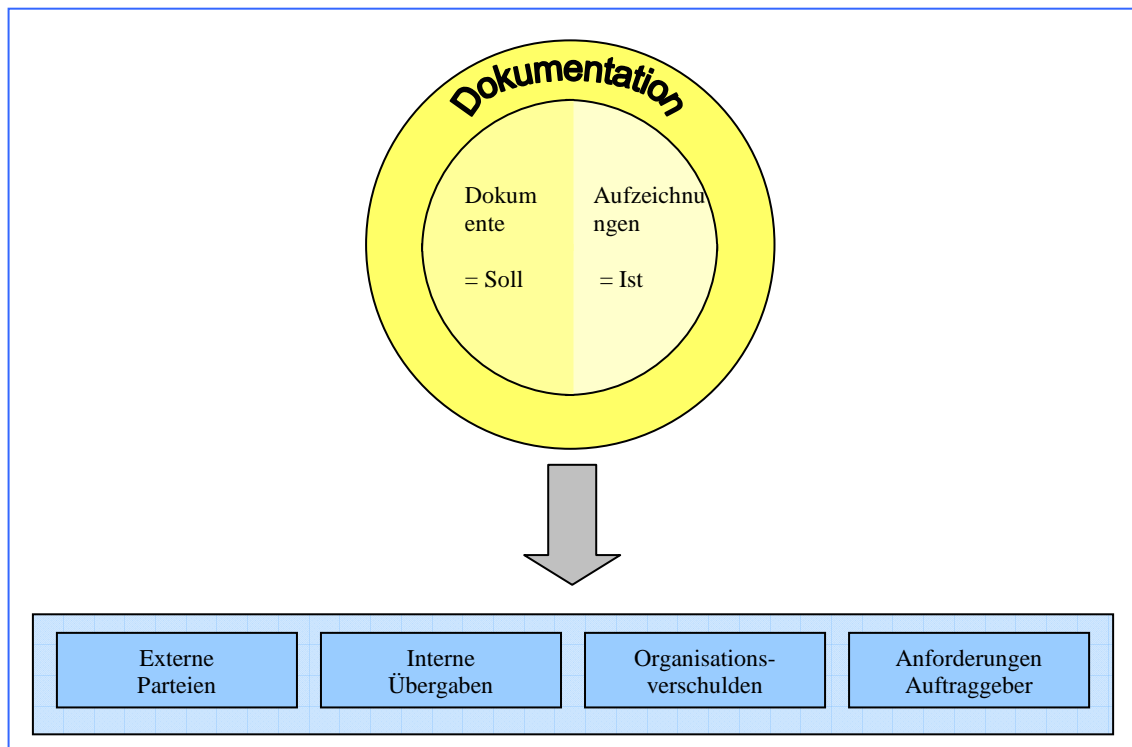 Dokumentation
Dokum
ente
= Soll
Aufzeichnu
ngen
= Ist
Externe
Parteien
Interne
Übergaben
Organisations-
verschulden
Anforderungen
Auftraggeber